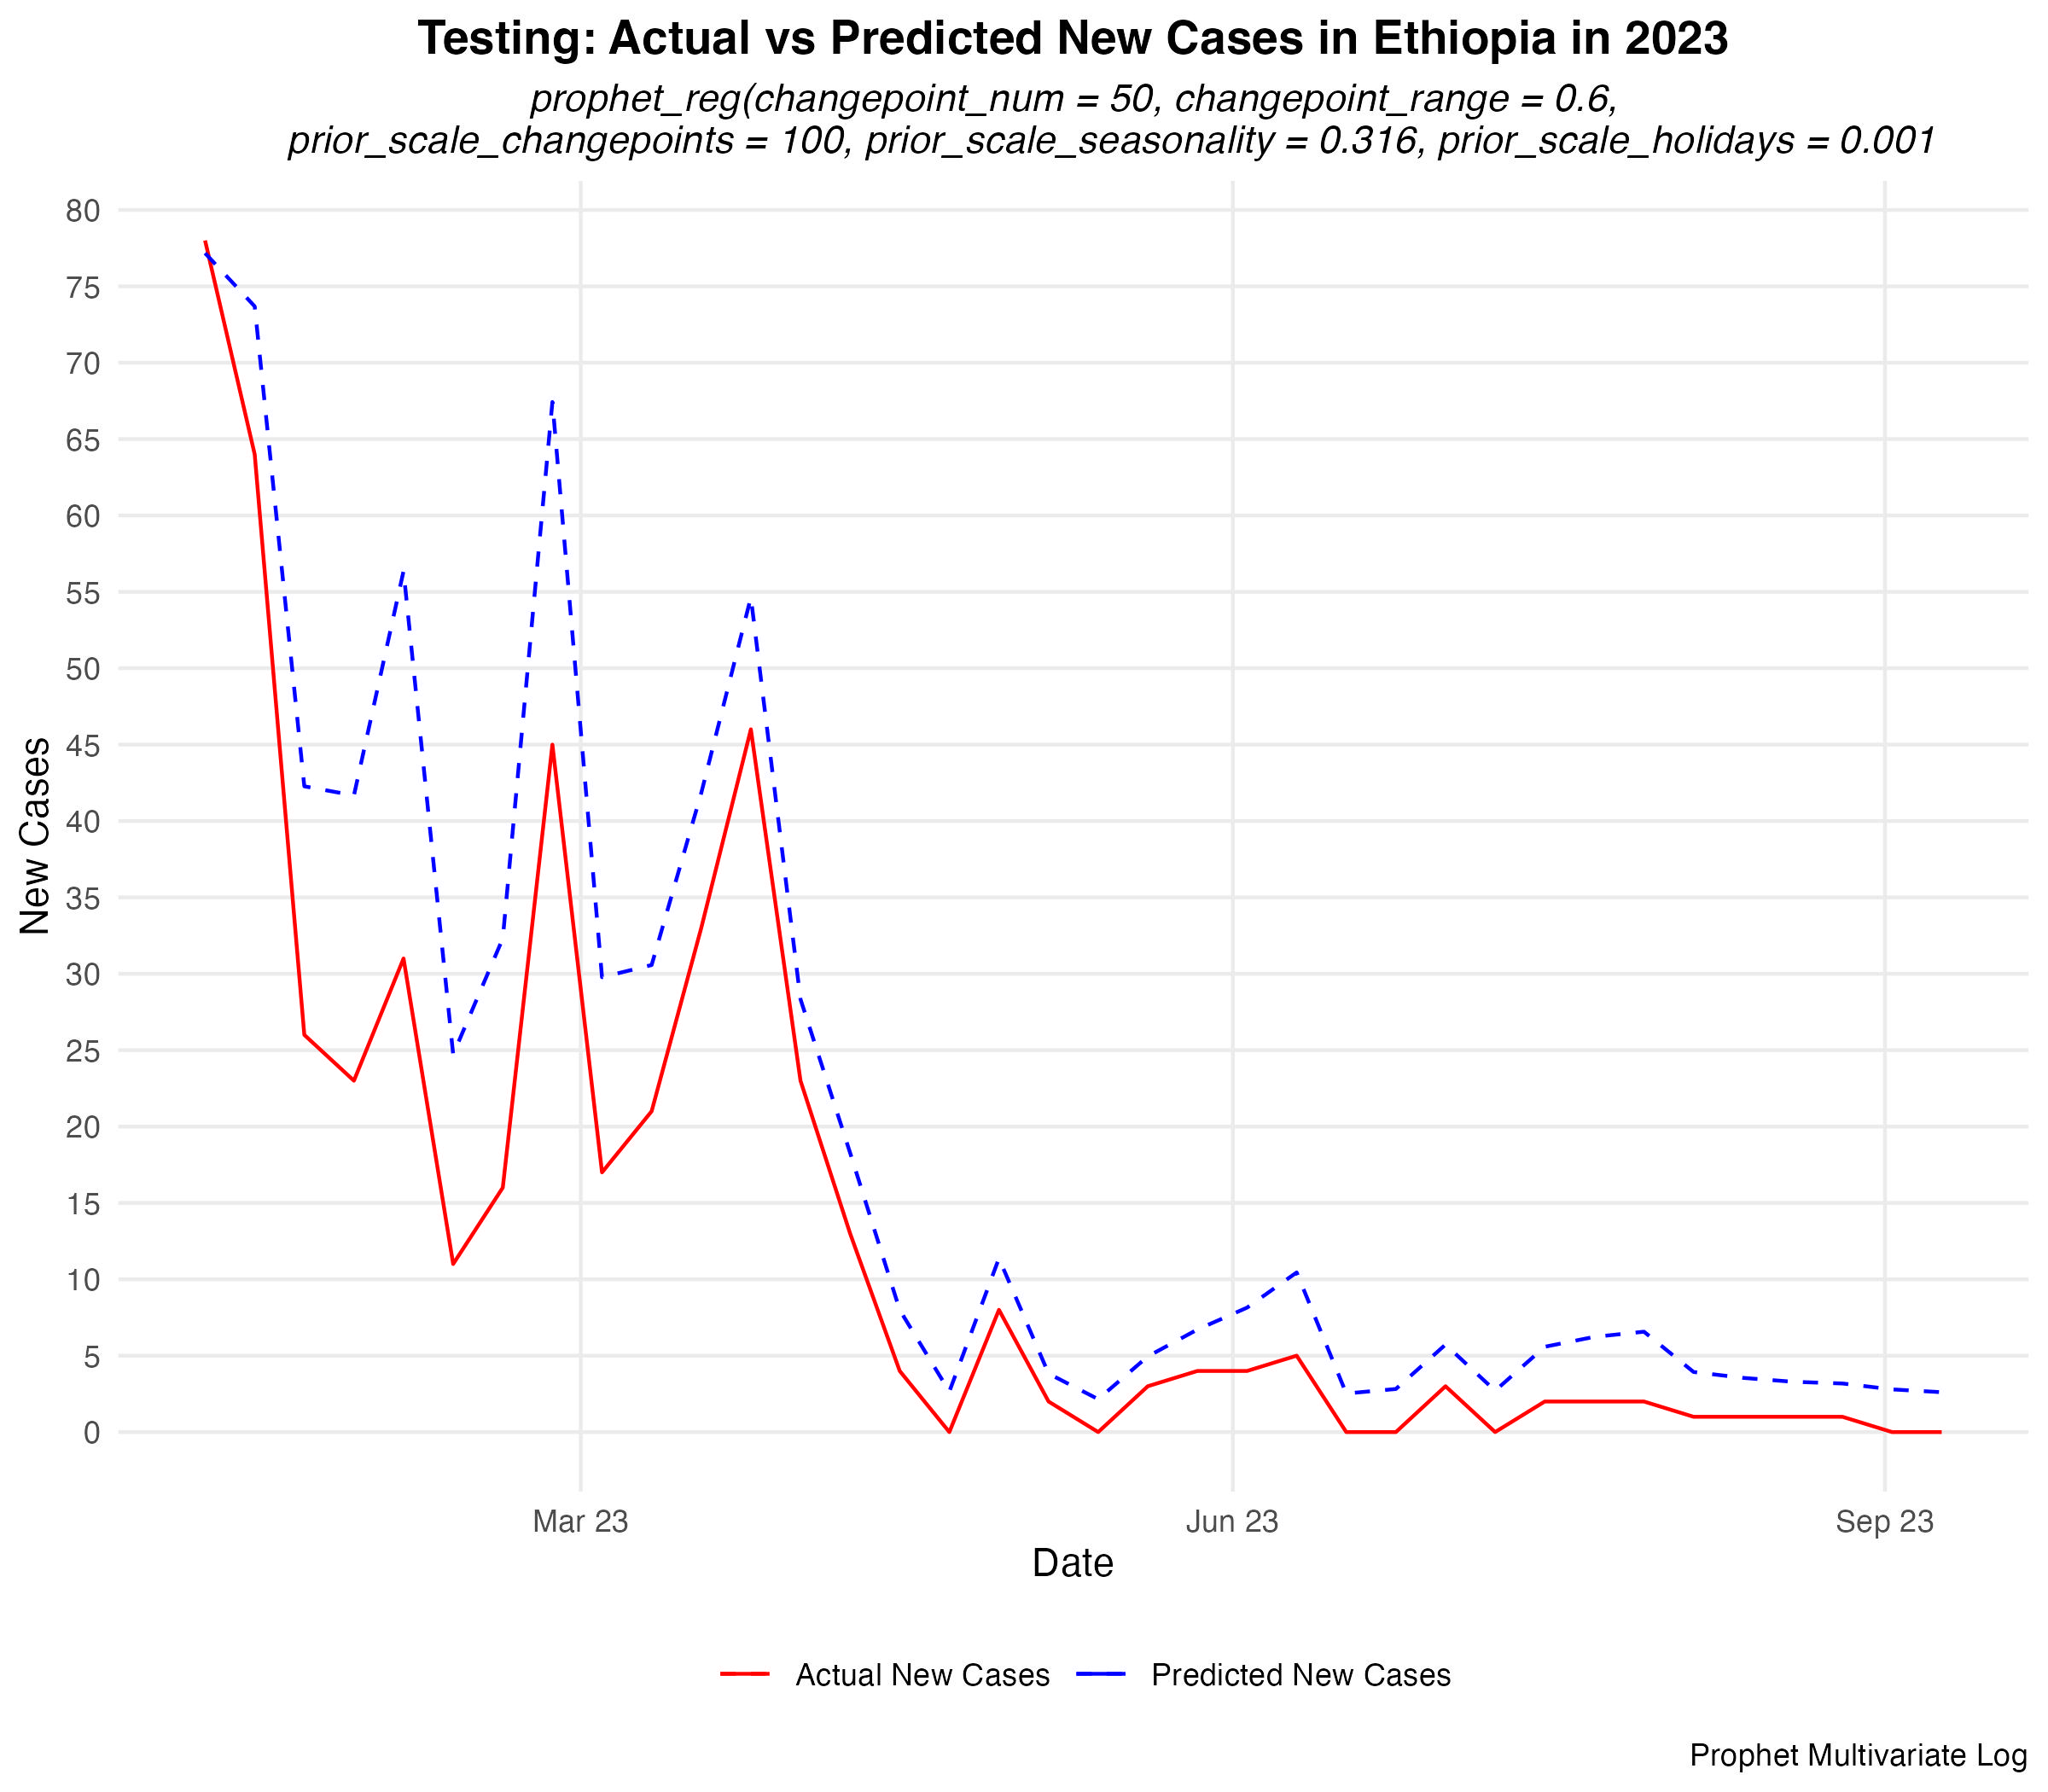 Testing: Actual vs Predicted New Cases in Ethiopia in 2023
prophet_reg(changepoint_num = 50, changepoint_range = 0.6,
prior_scale_changepoints = 100, prior_scale_seasonality = 0.316, prior_scale_holidays = 0.001
New Cases
80
75
70
65
60
55
50
45
40
35
30
25
20
15
10
5
0
Mar 23
Jun 23
Sep 23
Date
Actual New Cases
Predicted New Cases
Prophet Multivariate Log